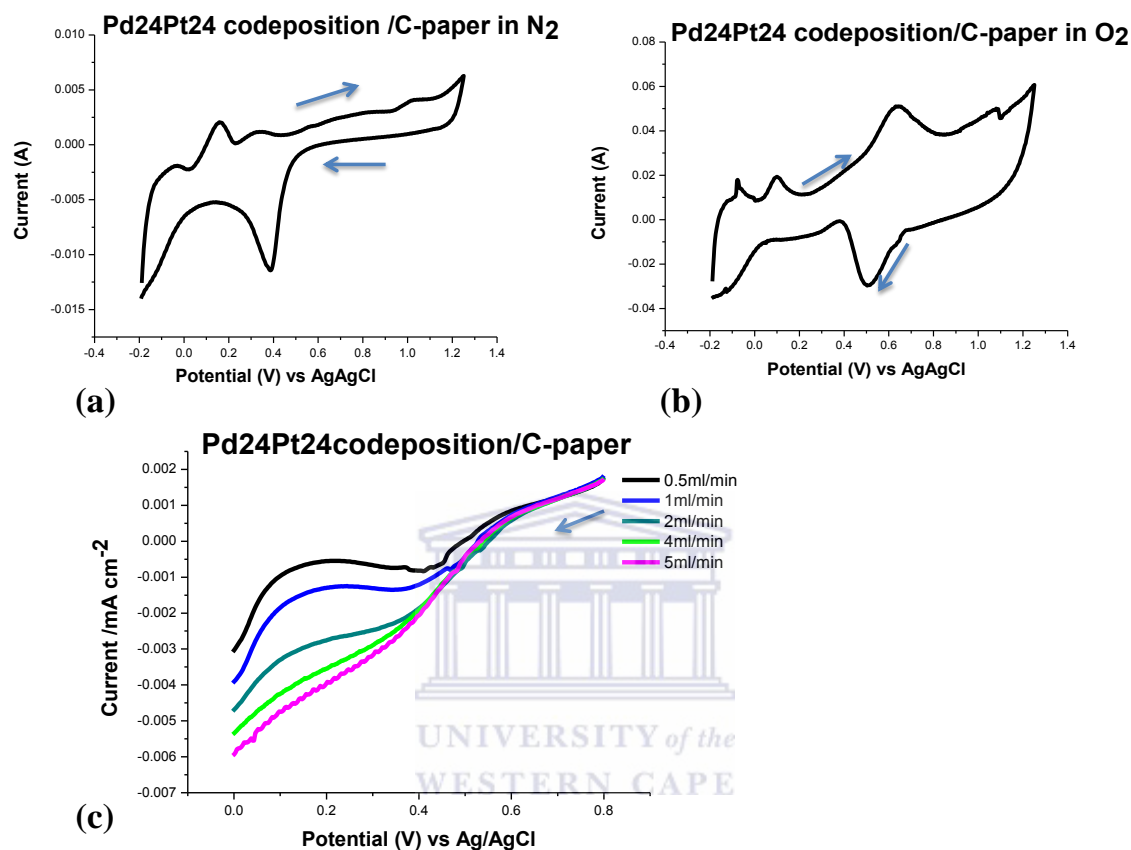 Pd24Pt24 codeposition /C-paper in N2
0.010
0.005
0.000
-0.005
-0.010
-0.015
Current (A)
-0.4 -0.2 0.0 0.2 0.4 0.6 0.8 1.0 1.2 1.4
Potential (V) vs AgAgCl
(a)
Pd24Pt24 codeposition/C-paper in O2
0.08
0.06
0.04
0.02
0.00
-0.02
-0.04
Current (A)
-0.4 -0.2 0.0 0.2 0.4 0.6 0.8 1.0 1.2 1.4
Potential (V) vs AgAgCl
(b)
Pd24Pt24codeposition/C-paper
0.002
0.001
0.000
-0.001
-0.002
-0.003
-0.004
-0.005
-0.006
-0.007
Current /mA cm-2
0.5ml/min
1ml/min
2ml/min
4ml/min
5ml/min
UNIVERSITY of the
WESTERN CAPE
0.0 0.2 0.4 0.6 0.8
Potential (V) vs Ag/AgCl
(c)